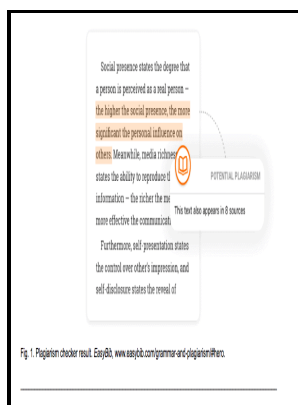 Social presence states the degree that
a person is perceived as a real person –
the higher the social presence, the more
significant the personal influence on
others. Meanwhile, media richness
states the ability to reproduce t
information – the richer the me
more effective the communicat
POTENTIAL PLAGIARISM
This text also appears in 8 sources
Furthermore, self-presentation states
the control over other's impression, and
self-disclosure states the reveal of
Fig. 1. Plagiarism checker result. EasyBib, www.easybib.com/grammar-and-plagiarism/#hero.